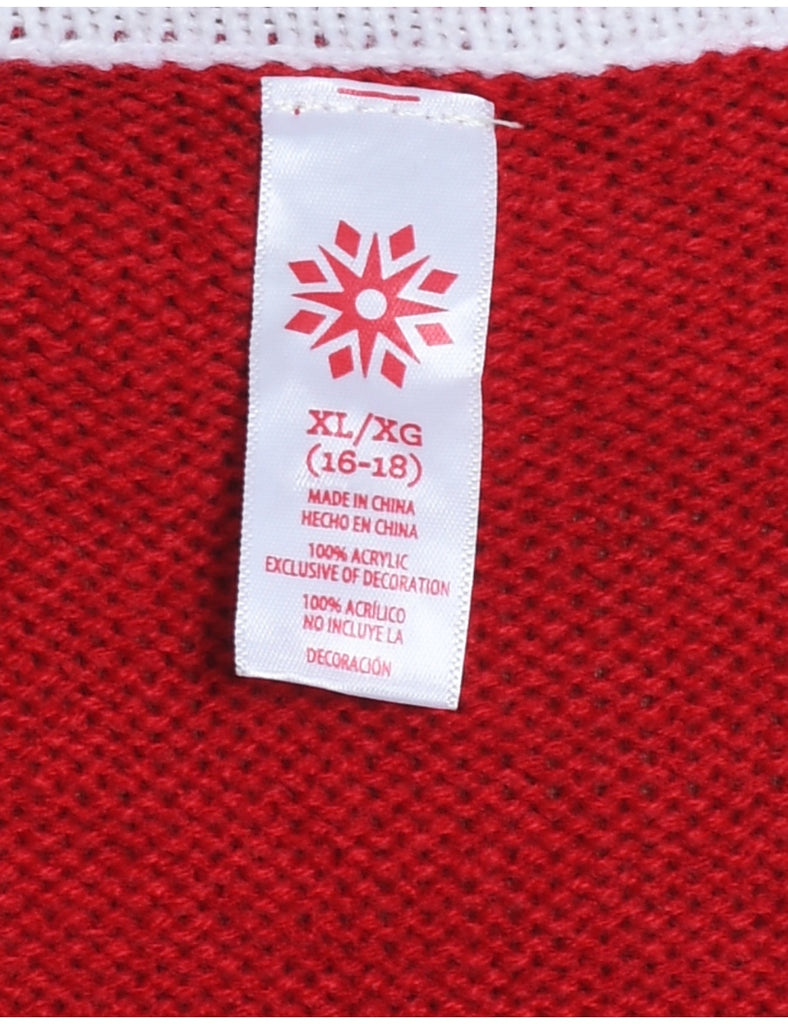 XL/XG
(16-18)
MADE IN CHINA
HECHO EN CHINA
100% ACRYLIC
EXCLUSIVE OF DECORATION
100% ACRÍLICO
NO INCLUYE LA
DECORACIÓN